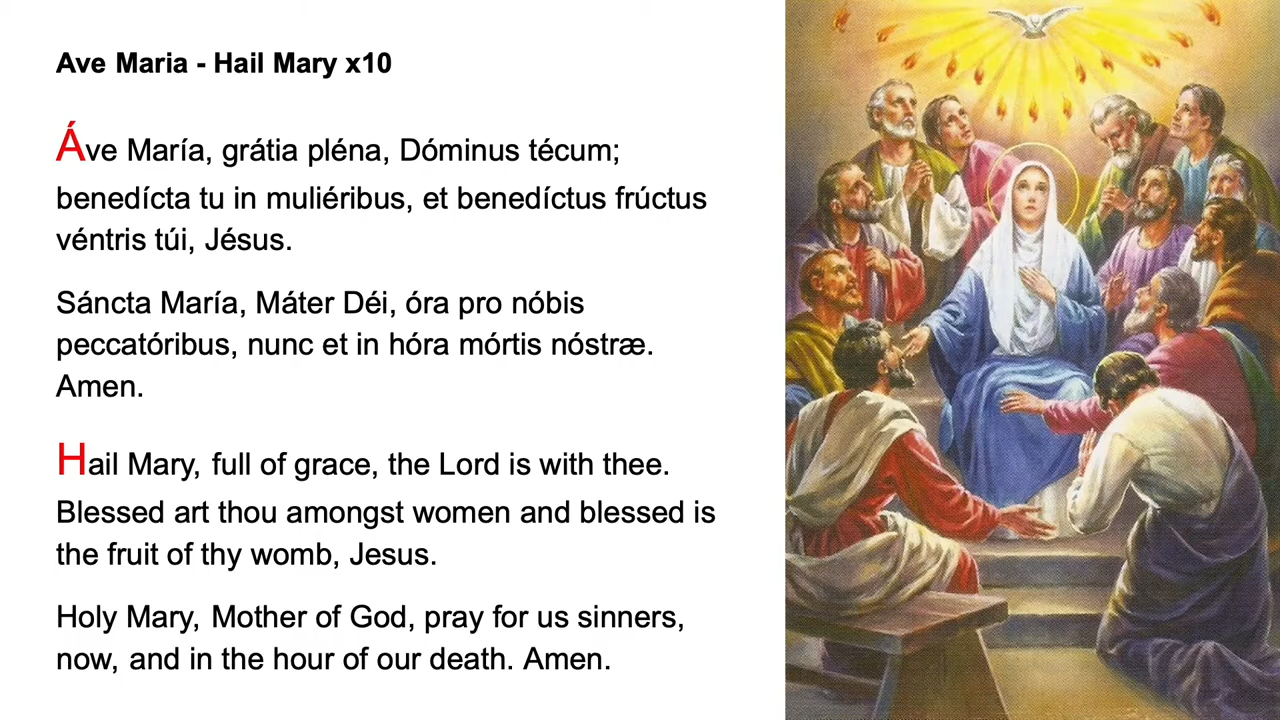 Ave Maria - Hail Mary x10
Áve María, grátia pléna, Dóminus técum;
benedícta tu in muliéribus, et benedíctus frúctus
véntris túi, Jésus.
Sáncta María, Máter Déi, óra pro nóbis
peccatóribus, nunc et in hóra mórtis nóstræ.
Amen.
Hail Mary, full of grace, the Lord is with thee.
Blessed art thou amongst women and blessed is
the fruit of thy womb, Jesus.
Holy Mary, Mother of God, pray for us sinners,
now, and in the hour of our death. Amen.